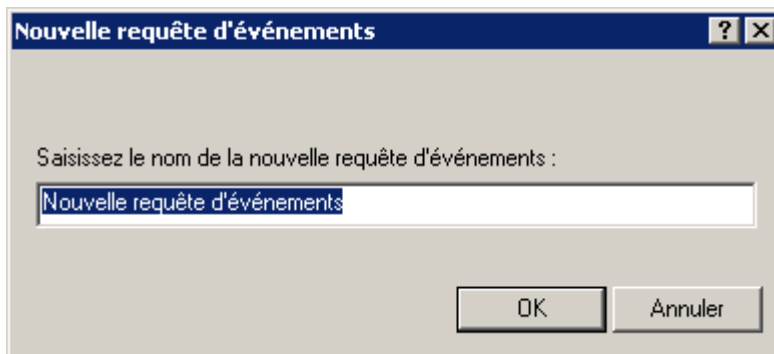 Nouvelle requête d'événements
Saisissez le nom de la nouvelle requête d'événements :
Nouvelle requête d'événements
OK Annuler